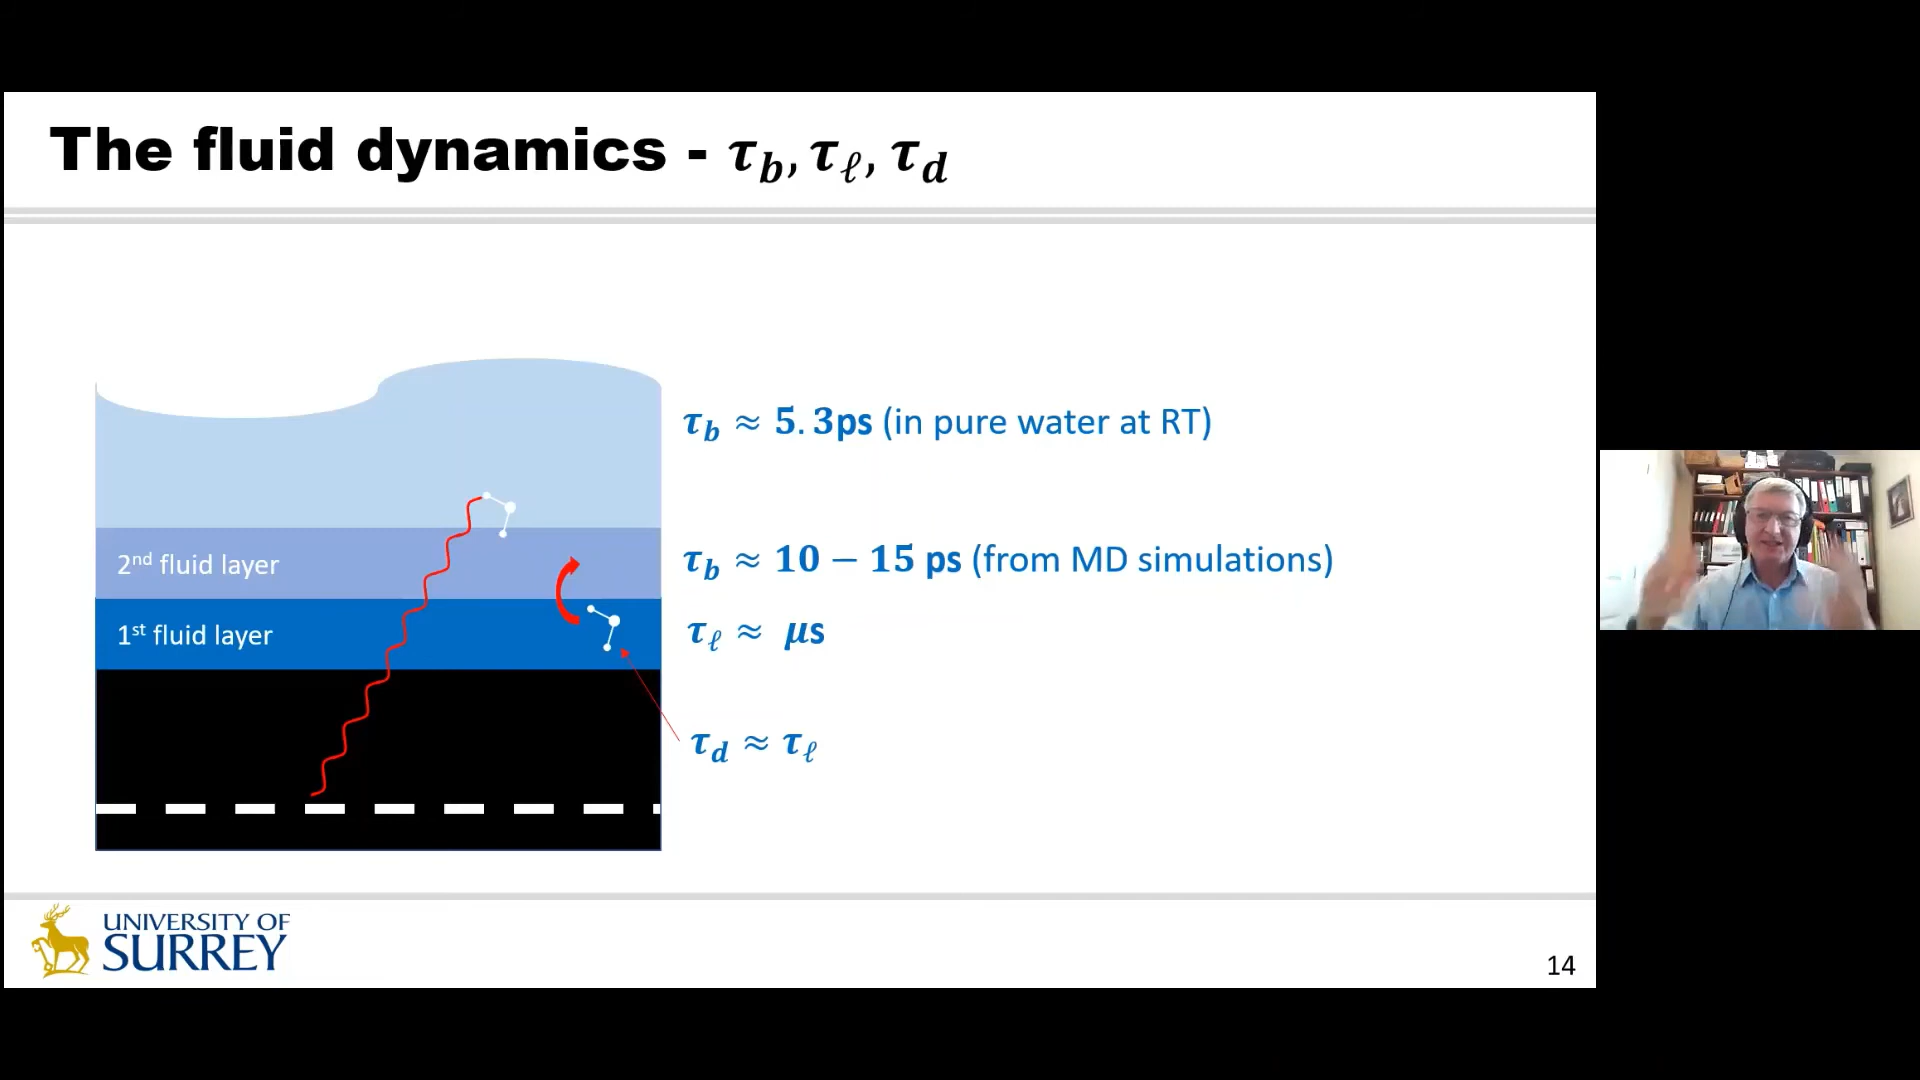 The fluid dynamics - τ_b, τ_ℓ, τ_d
τ_b ≈ 5.3ps (in pure water at RT)
2nd fluid layer
τ_b ≈ 10 − 15 ps (from MD simulations)
1st fluid layer
τ_ℓ ≈ μs
τ_d ≈ τ_ℓ
UNIVERSITY OF
SURREY
14